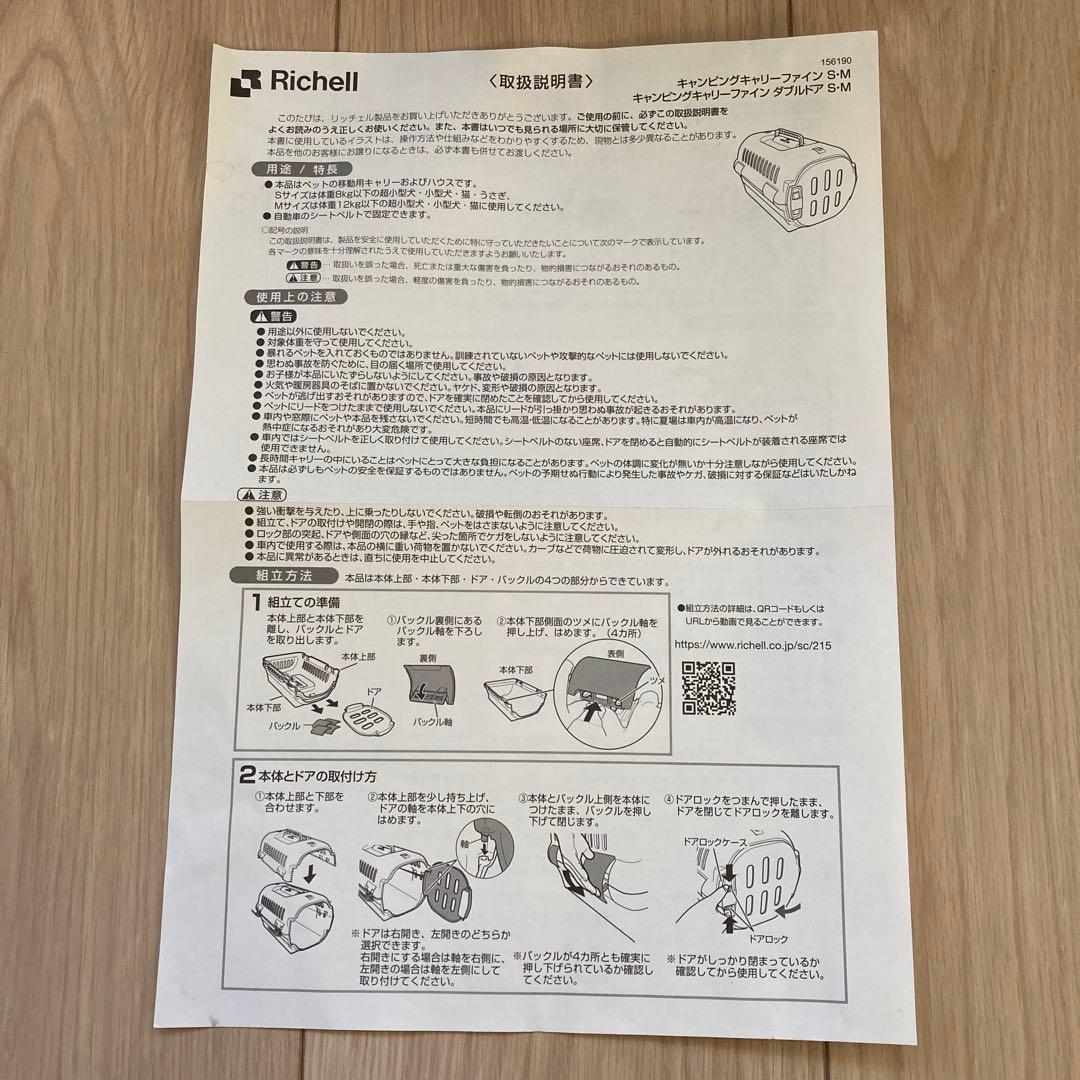 156190
Richell
〈取扱説明書〉
キャンピングキャリーファイン S・M
キャンピングキャリーファイン ダブルドア S・M
このたびは、リッチェル製品をお買い上げいただきありがとうございます。ご使用の前に、必ずこの取扱説明書を
よくお読みのうえ正しくお使いください。また、本書はいつでも見られる場所に大切に保管してください。
本書に使用しているイラストは、操作方法や仕組みなどをわかりやすくするため、現物とは多少異なることがあります。
本品を他のお客様にお譲りになるときは、必ず本書も併せてお渡しください。
用途 / 特長
●本品はペットの移動用キャリーおよびハウスです。
Sサイズは体重8kg以下の超小型犬・小型犬・猫・うさぎ、
Mサイズは体重12kg以下の超小型犬・小型犬・猫に使用してください。
●自動車のシートベルトで固定できます。
○記号の説明
この取扱説明書は、製品を安全に使用していただくために特に守っていただきたいことについて次のマークで表示しています。
各マークの意味を十分理解されたうえで使用していただきますようお願いいたします。
警告 … 取扱いを誤った場合、死亡または重大な傷害を負ったり、物的損害につながるおそれのあるもの。
注意 … 取扱いを誤った場合、軽度の傷害を負ったり、物的損害につながるおそれのあるもの。
使用上の注意
警告
●用途以外に使用しないでください。
●対象体重を守って使用してください。
●暴れるペットを入れておくものではありません。訓練されていないペットや攻撃的なペットには使用しないでください。
●思わぬ事故を防ぐために、目の届く場所で使用してください。
●お子様が本品にいたずらしないようにしてください。事故や破損の原因となります。
●火気や暖房器具のそばに置かないでください。ヤケド、変形や破損の原因となります。
●ペットが逃げ出すおそれがありますので、ドアを確実に閉めたことを確認してから使用してください。
●ペットにリードをつけたままで使用しないでください。本品にリードが引っ掛かり思わぬ事故が起きるおそれがあります。
●車内や窓際にペットや本品を残さないでください。短時間でも高温・低温になることがあります。特に夏場は車内が高温になり、ペットが
熱中症になるおそれがあり大変危険です。
●車内ではシートベルトを正しく取り付けて使用してください。シートベルトのない座席、ドアを閉めると自動的にシートベルトが装着される座席では
使用できません。
●長時間キャリーの中にいることはペットにとって大きな負担になることがあります。ペットの体調に変化が無いか十分注意しながら使用してください。
●本品は必ずしもペットの安全を保証するものではありません。ペットの予期せぬ行動により発生した事故やケガ、破損に対する保証などはいたしかね
ます。
注意
●強い衝撃を与えたり、上に乗ったりしないでください。破損や転倒のおそれがあります。
●組立て、ドアの取付けや開閉の際は、手や指、ペットをはさまないように注意してください。
●ロック部の突起、ドアや側面の穴の縁など、尖った箇所でケガをしないように注意してください。
●車内で使用する際は、本品の横に重い荷物を置かないでください。カーブなどで荷物に圧迫されて変形し、ドアが外れるおそれがあります。
●本品に異常があるときは、直ちに使用を中止してください。
組立方法
本品は本体上部・本体下部・ドア・バックルの4つの部分からできています。
1 組立ての準備
本体上部と本体下部を
離し、バックルとドア
を取り出します。
本体上部
本体下部
ドア
バックル
①バックル裏側にある
バックル軸を下ろし
ます。
裏側
バックル軸
②本体下部側面のツメにバックル軸を
押し上げ、はめます。(4カ所)
表側
本体下部
ツメ
●組立方法の詳細は、QRコードもしくは
URLから動画で見ることができます。
https://www.richell.co.jp/sc/215
2 本体とドアの取付け方
①本体上部と下部を
合わせます。
②本体上部を少し持ち上げ、
ドアの軸を本体上下の穴に
はめます。
軸
※ドアは右開き、左開きのどちらか
選択できます。
右開きにする場合は軸を右側に、
左開きの場合は軸を左側にして
取り付けてください。
③本体とバックル上側を本体に
つけたまま、バックルを押し
下げて閉じます。
※バックルが4カ所とも確実に
押し下げられているか確認し
てください。
④ドアロックをつまんで押したまま、
ドアを閉じてドアロックを離します。
ドアロックケース
ドアロック
※ドアがしっかり閉まっているか
確認してから使用してください。